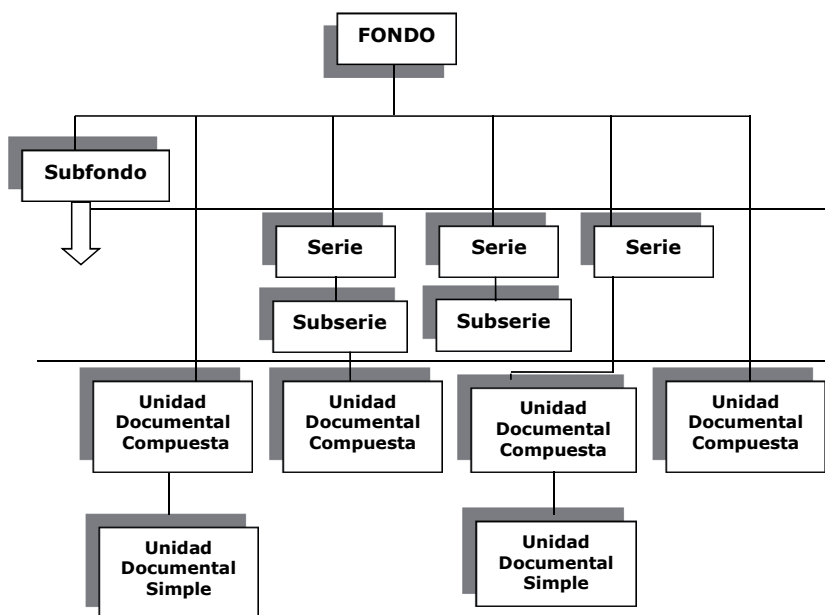 FONDO
Subfondo
Serie
Serie
Serie
Subserie
Subserie
Unidad
Documental
Compuesta
Unidad
Documental
Compuesta
Unidad
Documental
Compuesta
Unidad
Documental
Compuesta
Unidad
Documental
Simple
Unidad
Documental
Simple